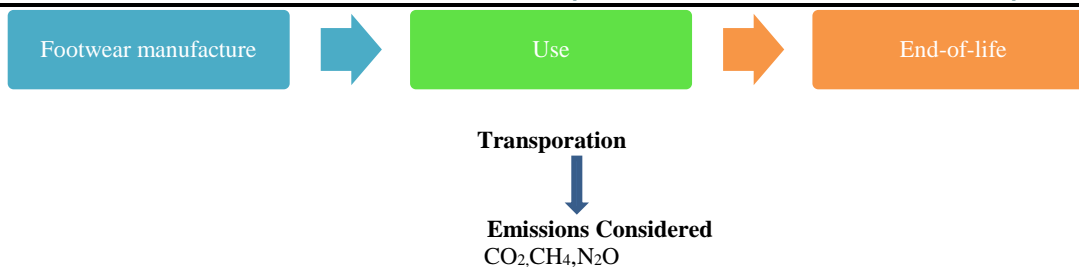 Footwear manufacture
Use
End-of-life
Transporation
Emissions Considered
CO₂,CH₄,N₂O